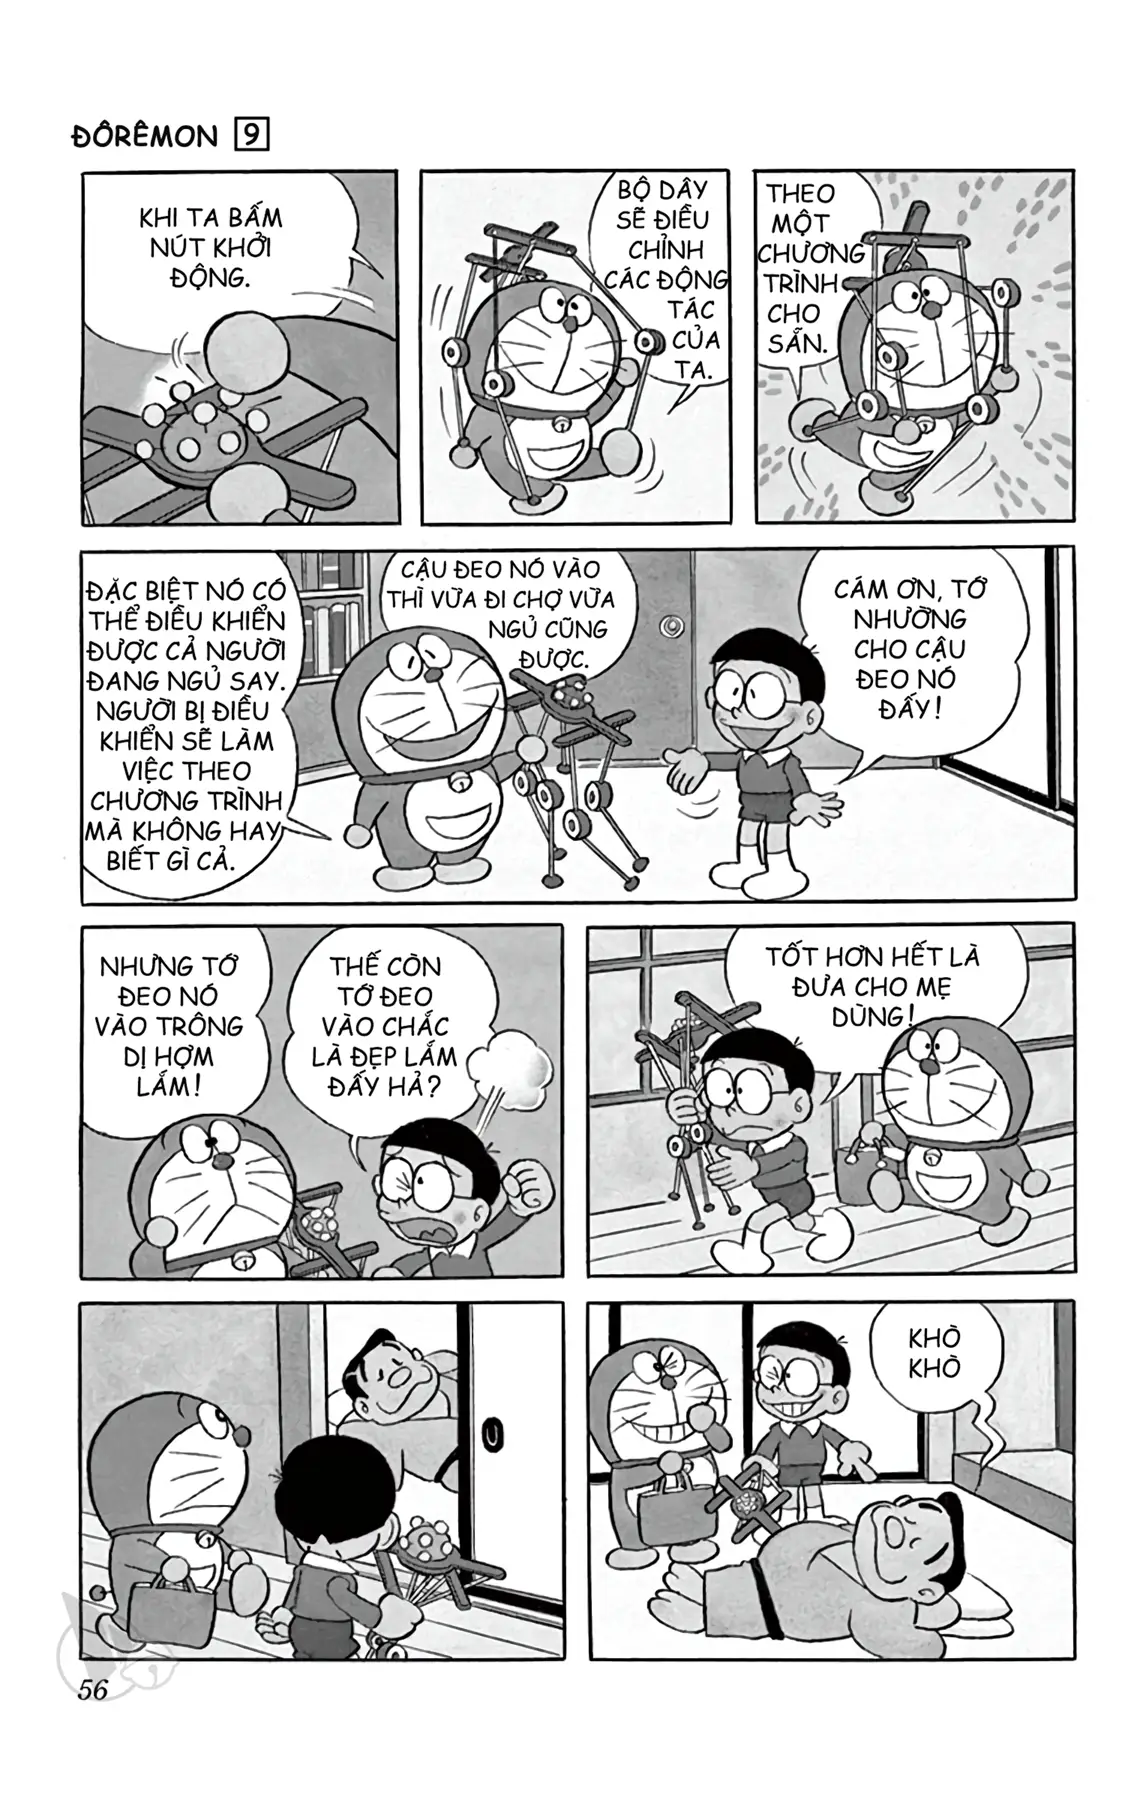 ĐÔRÊMON 9
KHI TA BẤM
NÚT KHỞI
ĐỘNG.
BỘ DÂY
SẼ ĐIỀU
CHỈNH
CÁC ĐỘNG
TÁC
CỦA
TA.
THEO
MỘT
CHƯƠNG
TRÌNH
CHO
SẴN.
ĐẶC BIỆT NÓ CÓ
THỂ ĐIỀU KHIỂN
ĐƯỢC CẢ NGƯỜI
ĐANG NGỦ SAY.
NGƯỜI BỊ ĐIỀU
KHIỂN SẼ LÀM
VIỆC THEO
CHƯƠNG TRÌNH
MÀ KHÔNG HAY
BIẾT GÌ CẢ.
CẬU ĐEO NÓ VÀO
THÌ VỪA ĐI CHỢ VỪA
NGỦ CŨNG
ĐƯỢC.
CÁM ƠN, TỚ
NHƯỜNG
CHO CẬU
ĐEO NÓ
ĐẤY!
NHƯNG TỚ
ĐEO NÓ
VÀO TRÔNG
DỊ HỢM
LẮM!
THẾ CÒN
TỚ ĐEO
VÀO CHẮC
LÀ ĐẸP LẮM
ĐẤY HẢ?
TỐT HƠN HẾT LÀ
ĐƯA CHO MẸ
DÙNG!
KHÒ
KHÒ
56